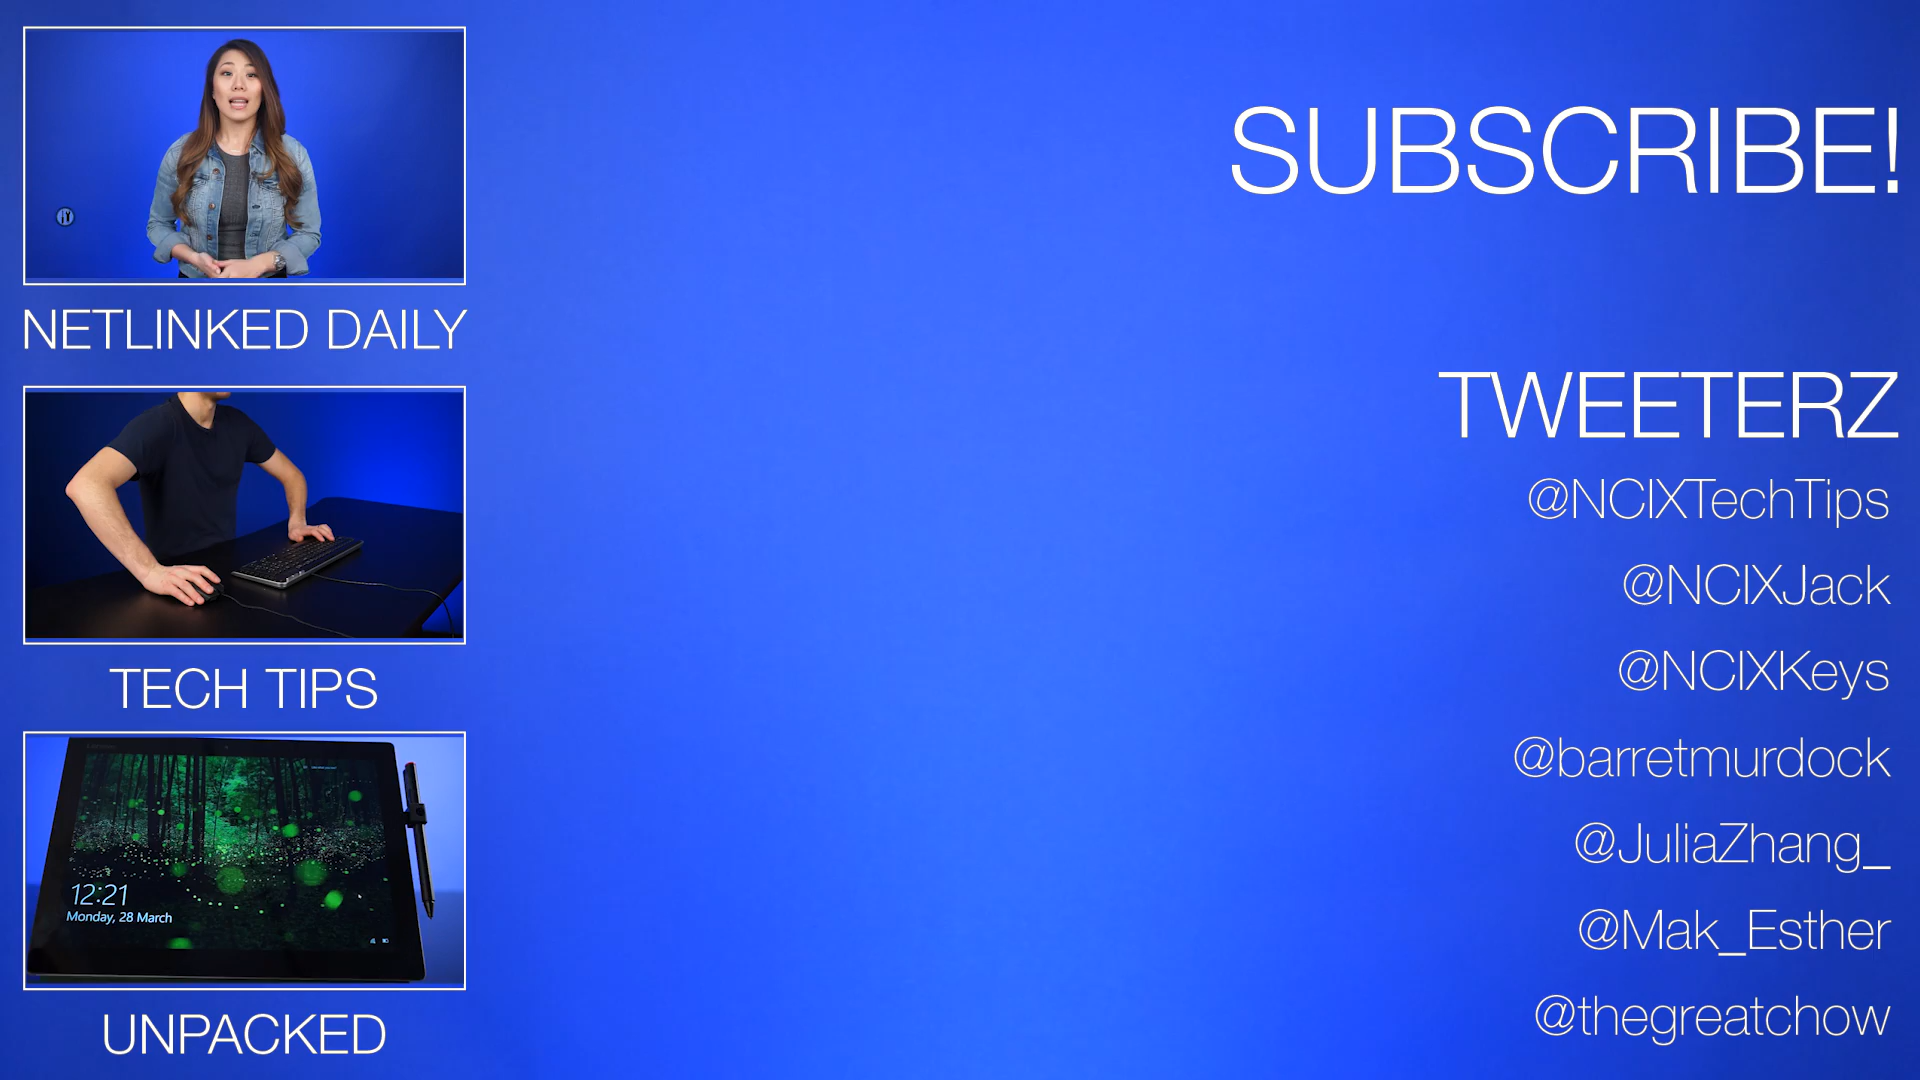 NETLINKED DAILY
TECH TIPS
12:21
Monday, 28 March
UNPACKED
SUBSCRIBE!
TWEETERZ
@NCIXTechTips
@NCIXJack
@NCIXKeys
@barretmurdock
@JuliaZhang_
@Mak_Esther
@thegreatchow